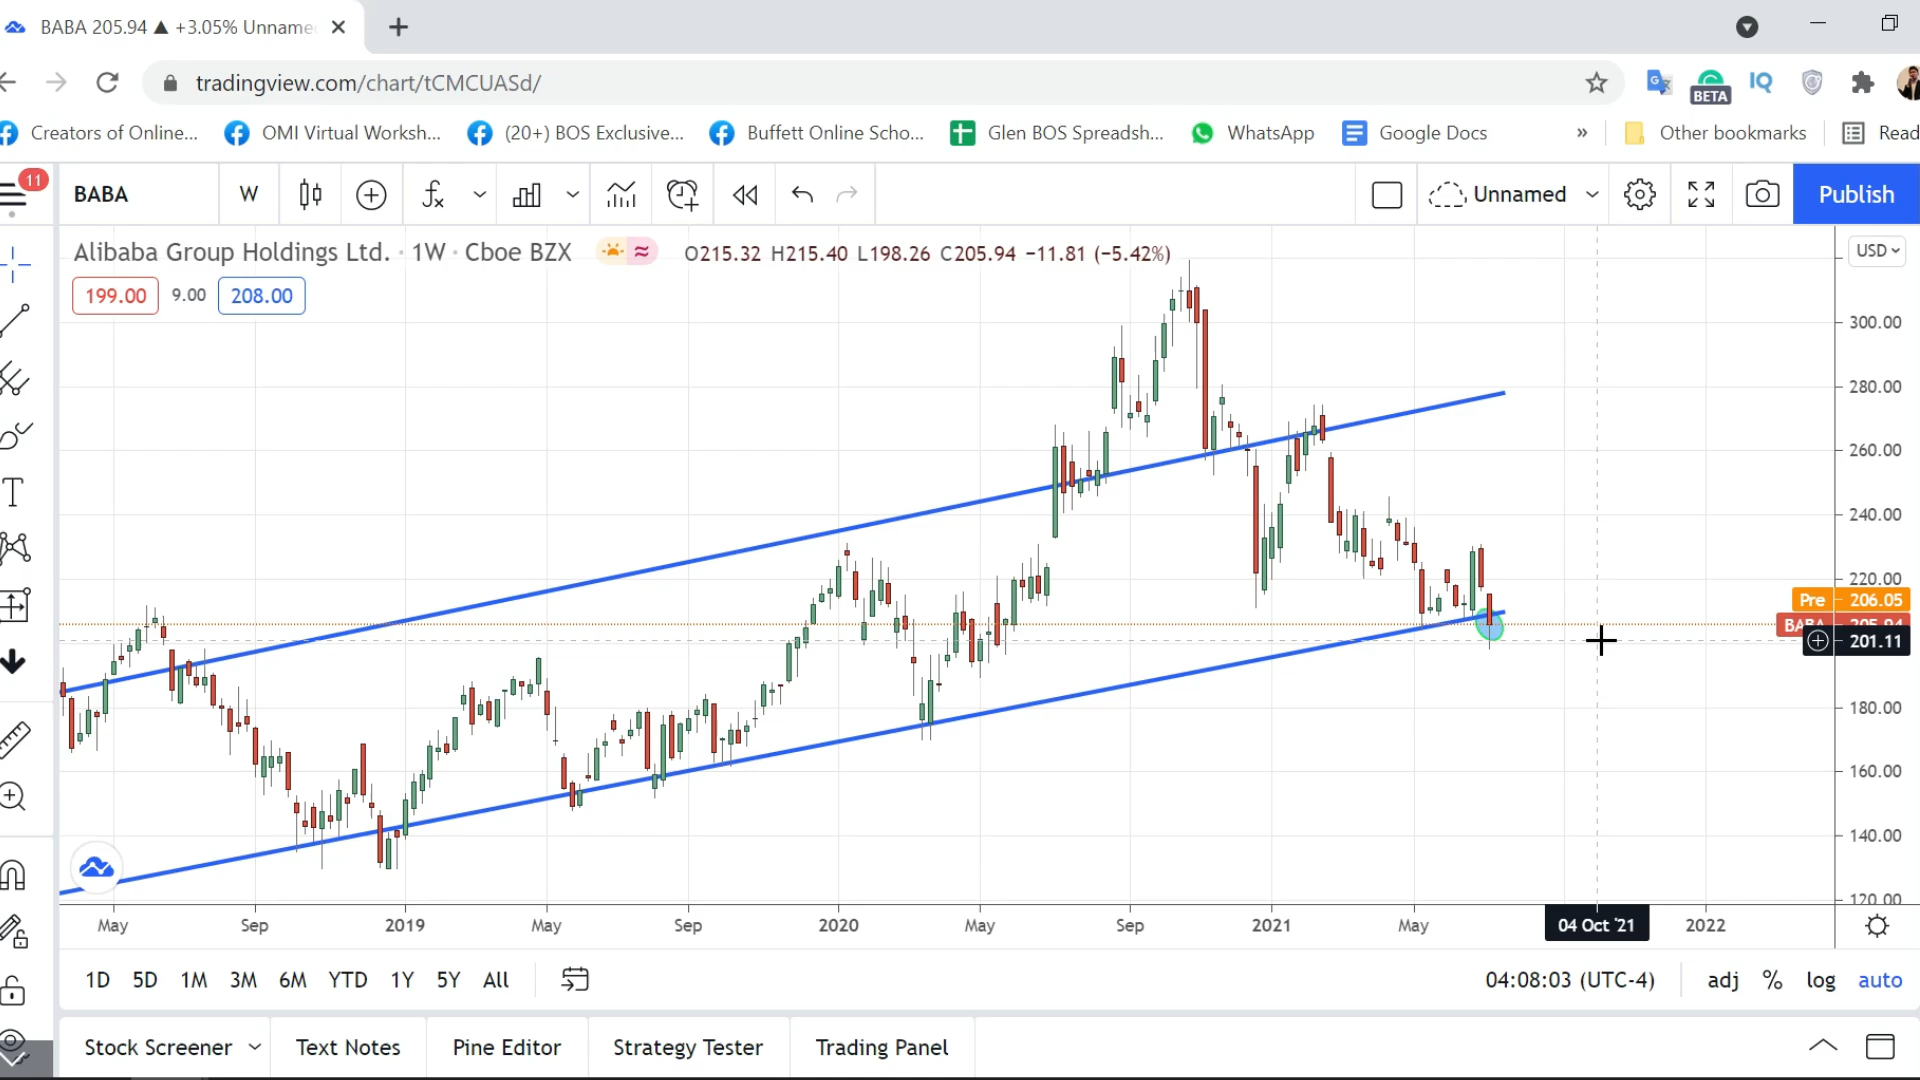 BABA 205.94 ▲ +3.05% Unname
tradingview.com/chart/tCMCUASd/
BETA
IQ
Creators of Online...
OMI Virtual Worksh...
(20+) BOS Exclusive...
Buffett Online Scho...
Glen BOS Spreadsh...
WhatsApp
Google Docs
»
Other bookmarks
Read
11
BABA
W
Unnamed
Publish
Alibaba Group Holdings Ltd. · 1W · Cboe BZX
O215.32 H215.40 L198.26 C205.94 −11.81 (−5.42%)
USD
199.00
9.00
208.00
300.00
280.00
260.00
240.00
220.00
Pre 206.05
BABA 205.94
201.11
180.00
160.00
140.00
120.00
May
Sep
2019
May
Sep
2020
May
Sep
2021
May
04 Oct '21
2022
1D 5D 1M 3M 6M YTD 1Y 5Y All
04:08:03 (UTC-4)
adj % log auto
Stock Screener
Text Notes
Pine Editor
Strategy Tester
Trading Panel